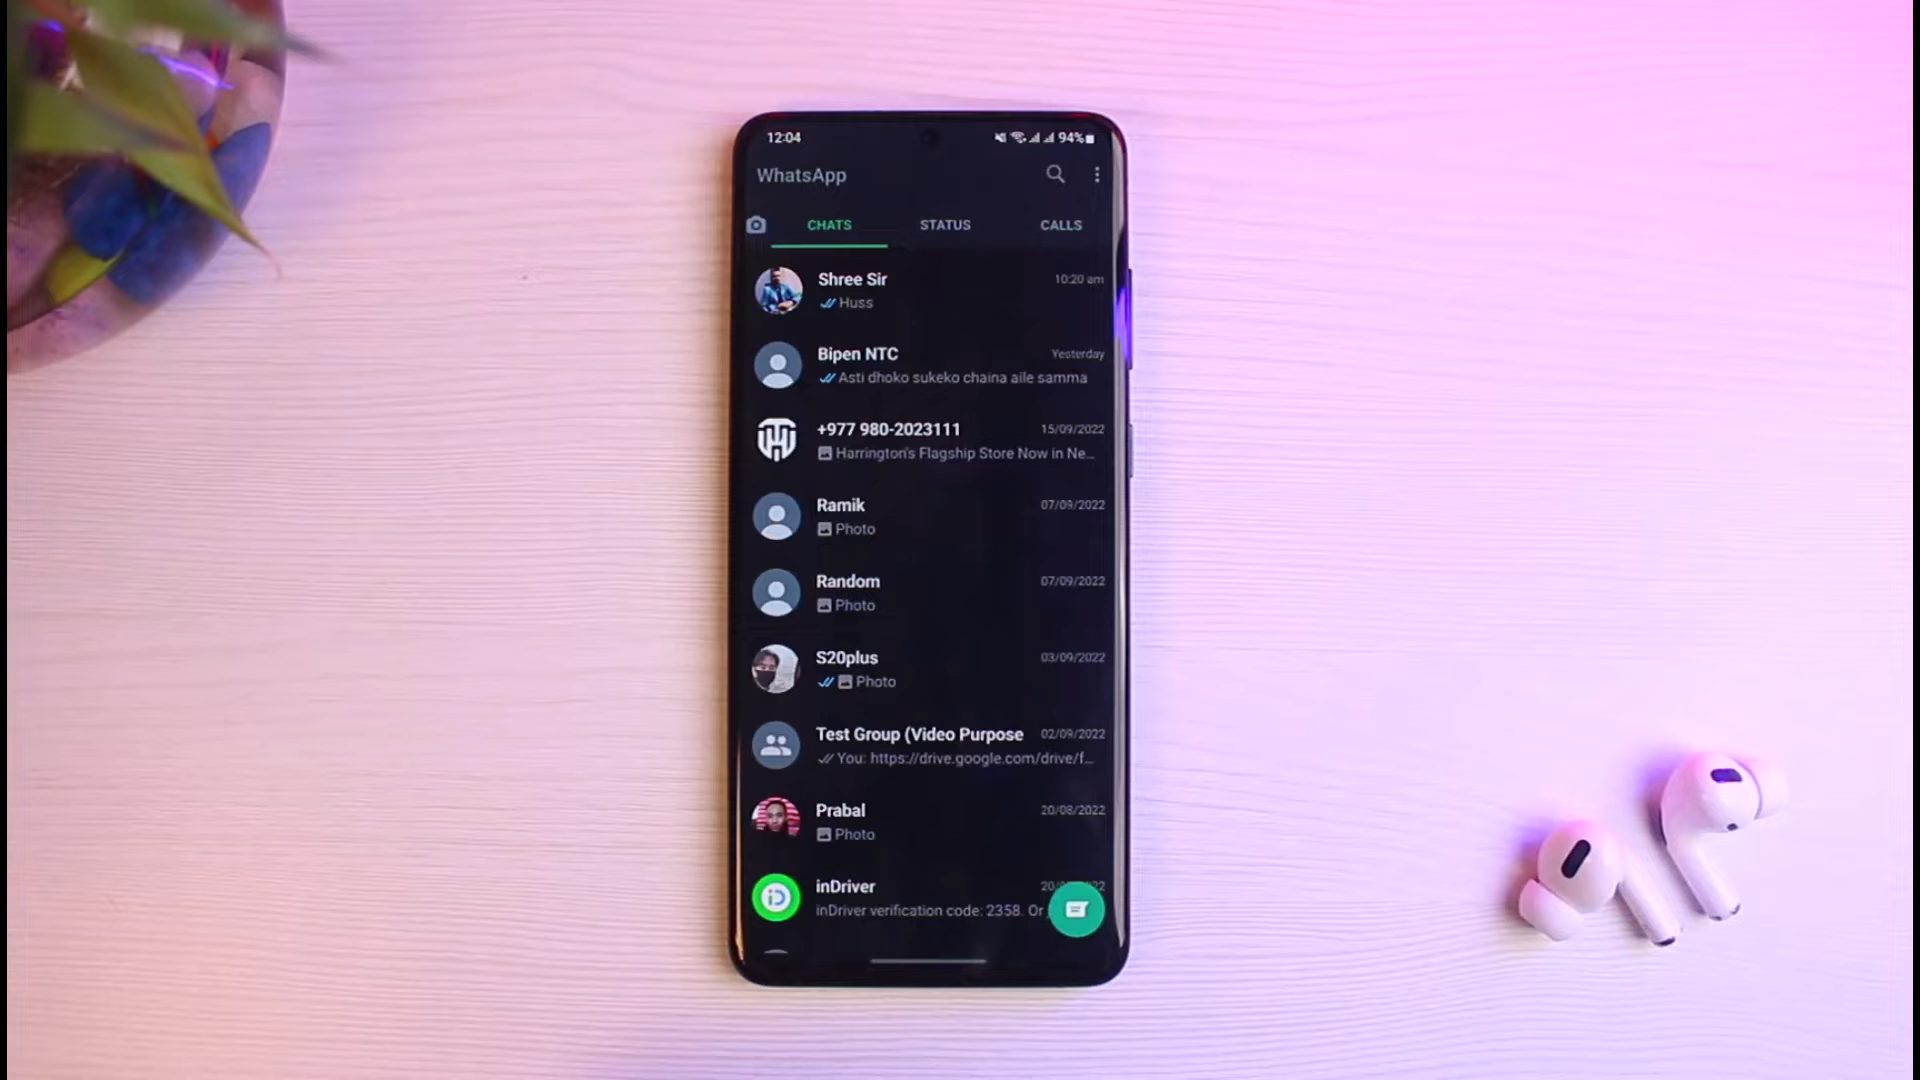 12:04 94%
WhatsApp
CHATS STATUS CALLS
Shree Sir 10:20 am
Huss
Bipen NTC Yesterday
Asti dhoko sukeko chaina aile samma
+977 980-2023111 15/09/2022
Harrington's Flagship Store Now in Ne...
Ramik 07/09/2022
Photo
Random 07/09/2022
Photo
S20plus 03/09/2022
Photo
Test Group (Video Purpose 02/09/2022
You: https://drive.google.com/drive/f...
Prabal 20/08/2022
Photo
inDriver
inDriver verification code: 2358. Or